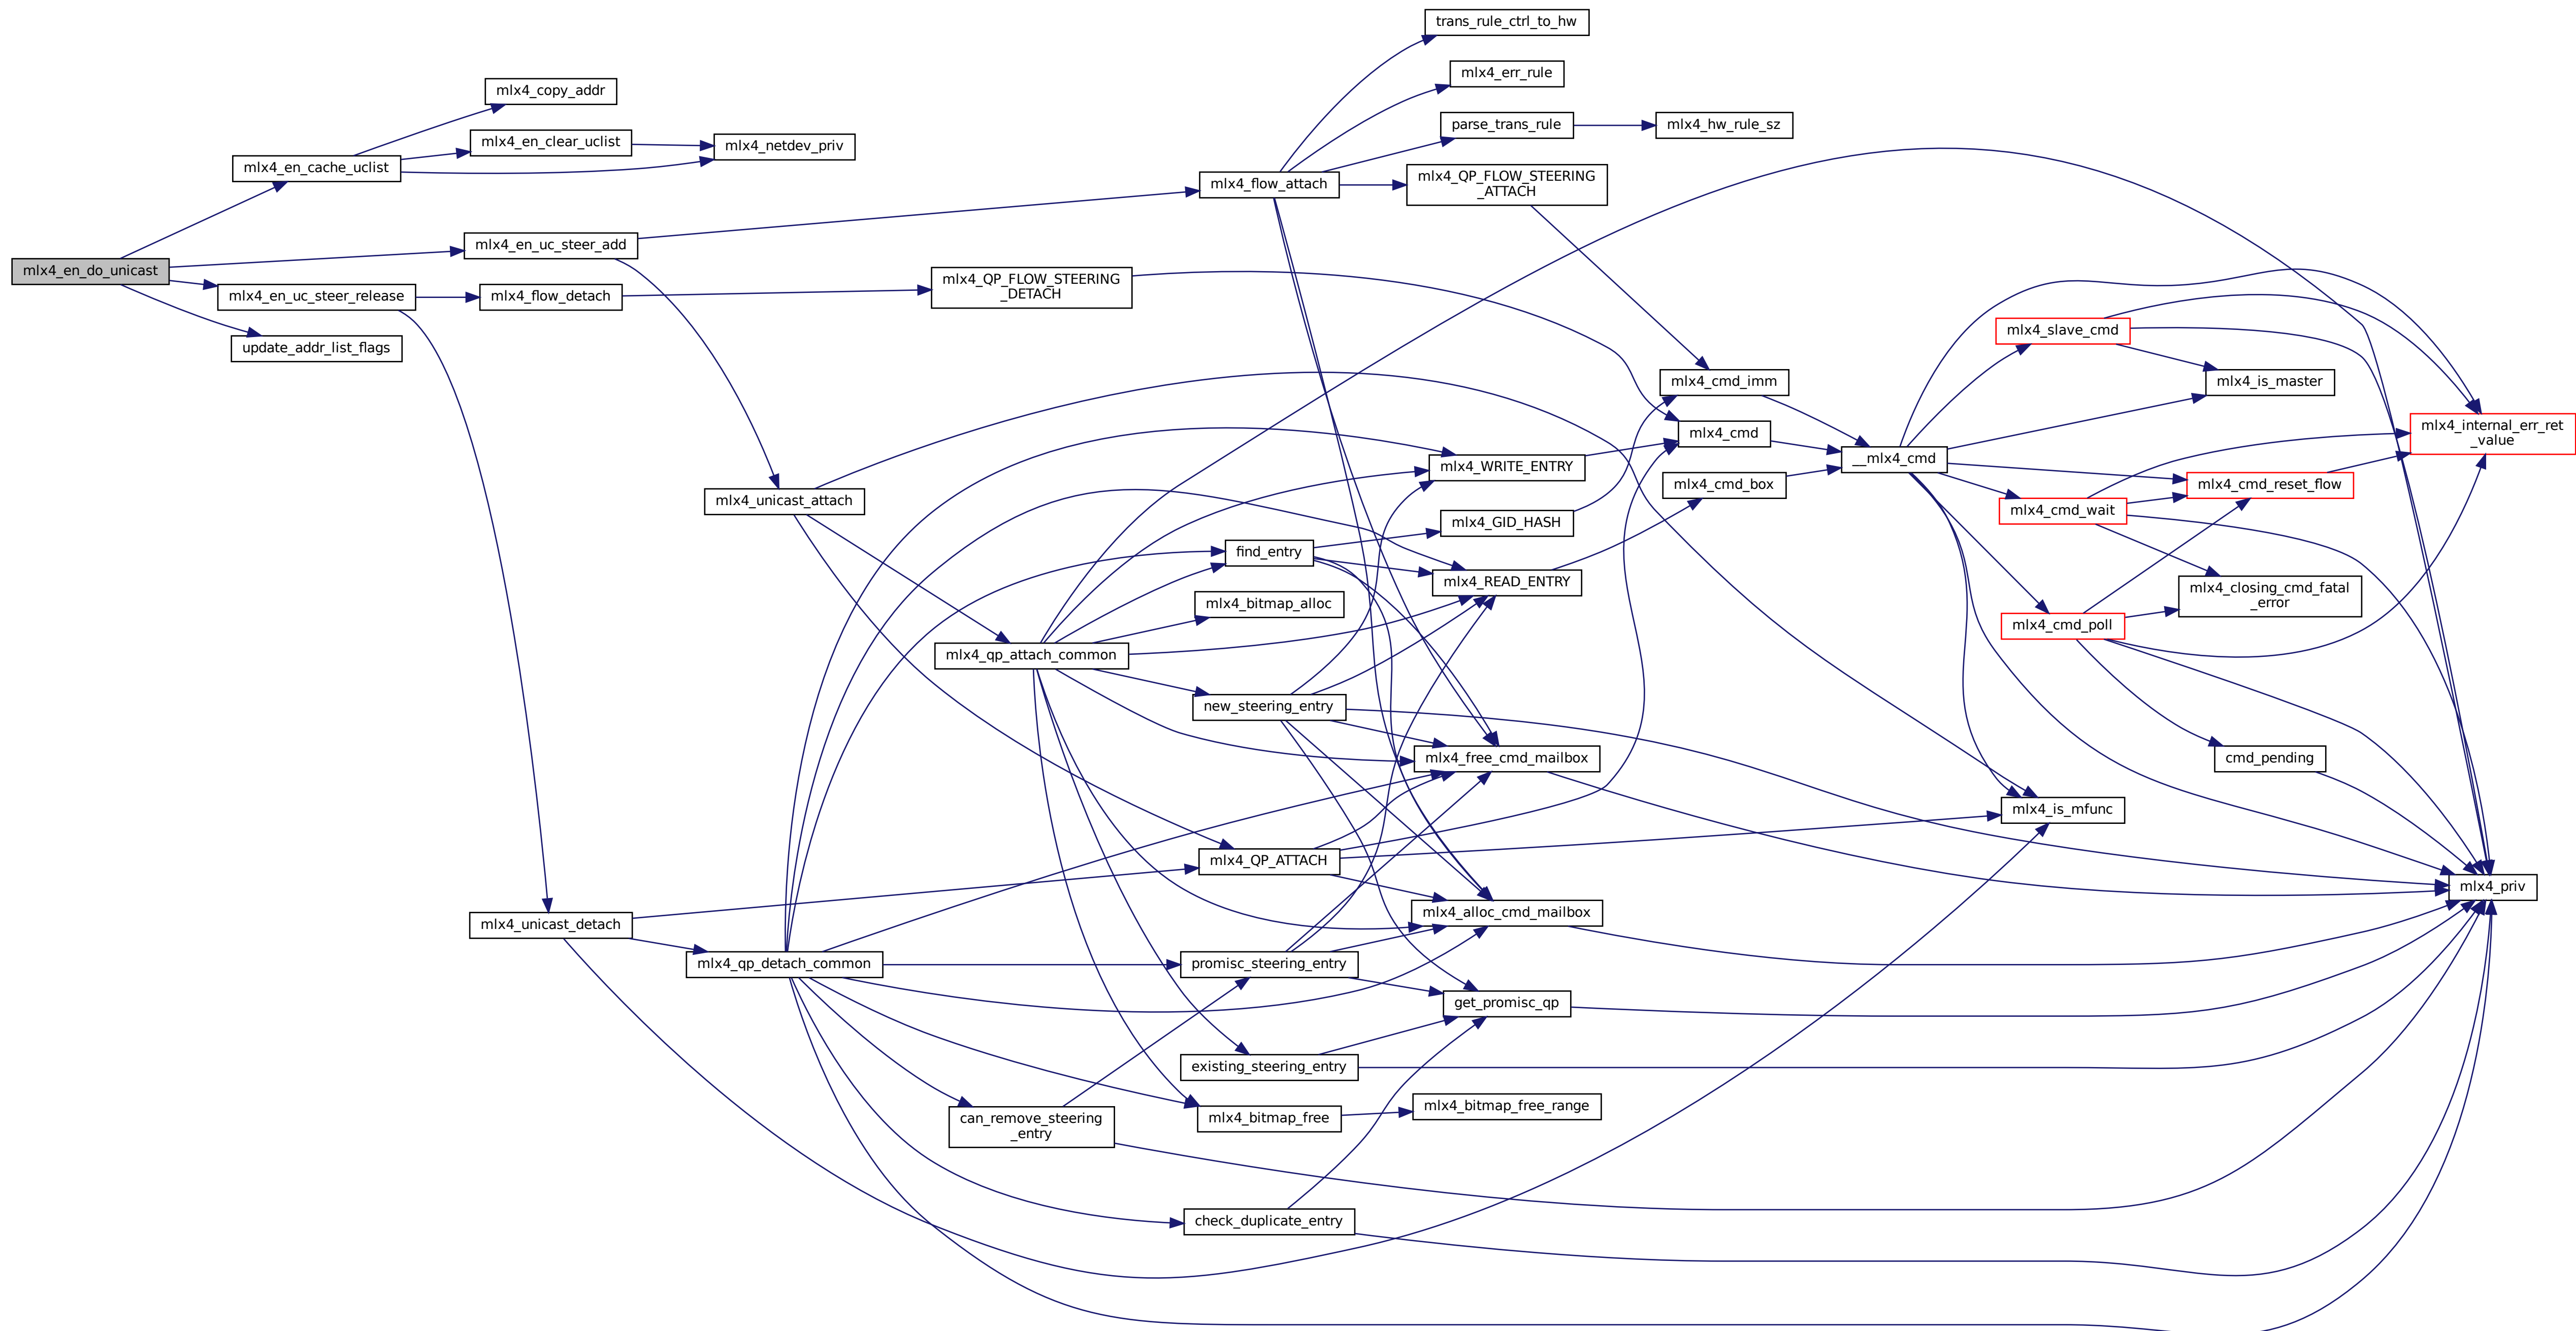 trans_rule_ctrl_to_hw
mlx4_err_rule
mlx4_copy_addr
parse_trans_rule
mlx4_hw_rule_sz
mlx4_en_clear_uclist
mlx4_netdev_priv
mlx4_en_cache_uclist
mlx4_flow_attach
mlx4_QP_FLOW_STEERING
_ATTACH
mlx4_en_uc_steer_add
mlx4_en_do_unicast
mlx4_QP_FLOW_STEERING
_DETACH
mlx4_en_uc_steer_release
mlx4_flow_detach
update_addr_list_flags
mlx4_slave_cmd
mlx4_cmd_imm
mlx4_is_master
mlx4_cmd
mlx4_internal_err_ret
_value
__mlx4_cmd
mlx4_WRITE_ENTRY
mlx4_cmd_box
mlx4_cmd_reset_flow
mlx4_unicast_attach
mlx4_cmd_wait
mlx4_GID_HASH
find_entry
mlx4_READ_ENTRY
mlx4_closing_cmd_fatal
_error
mlx4_bitmap_alloc
mlx4_cmd_poll
mlx4_qp_attach_common
new_steering_entry
mlx4_free_cmd_mailbox
cmd_pending
mlx4_is_mfunc
mlx4_QP_ATTACH
mlx4_priv
mlx4_alloc_cmd_mailbox
mlx4_unicast_detach
mlx4_qp_detach_common
promisc_steering_entry
get_promisc_qp
existing_steering_entry
mlx4_bitmap_free
mlx4_bitmap_free_range
can_remove_steering
_entry
check_duplicate_entry